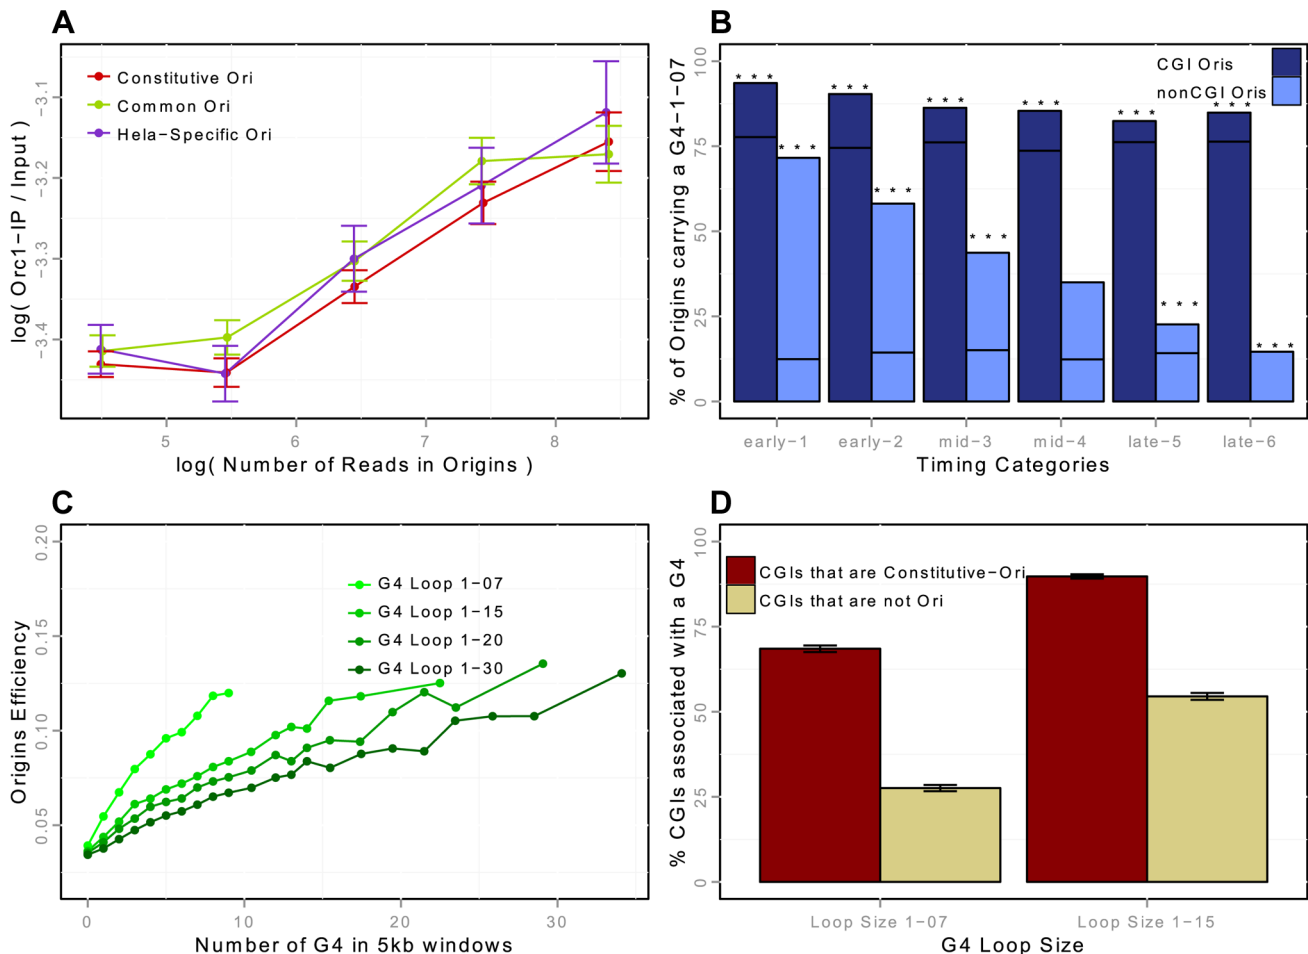 A
Constitutive Ori
Common Ori
Hela-Specific Ori
log( Orc1-IP / Input )
-3.1
-3.2
-3.3
-3.4
5 6 7 8
log( Number of Reads in Origins )
B
CGI Oris
nonCGI Oris
% of Origins carrying a G4-1-07
100
75
50
25
0
* * * * * * * * * * * * * * * * * *
* * * * * * * * * * * * * * *
early-1 early-2 mid-3 mid-4 late-5 late-6
Timing Categories
C
G4 Loop 1-07
G4 Loop 1-15
G4 Loop 1-20
G4 Loop 1-30
Origins Efficiency
0.20
0.15
0.10
0.05
0 10 20 30
Number of G4 in 5kb windows
D
CGIs that are Constitutive-Ori
CGIs that are not Ori
% CGIs associated with a G4
100
75
50
25
0
Loop Size 1-07 Loop Size 1-15
G4 Loop Size